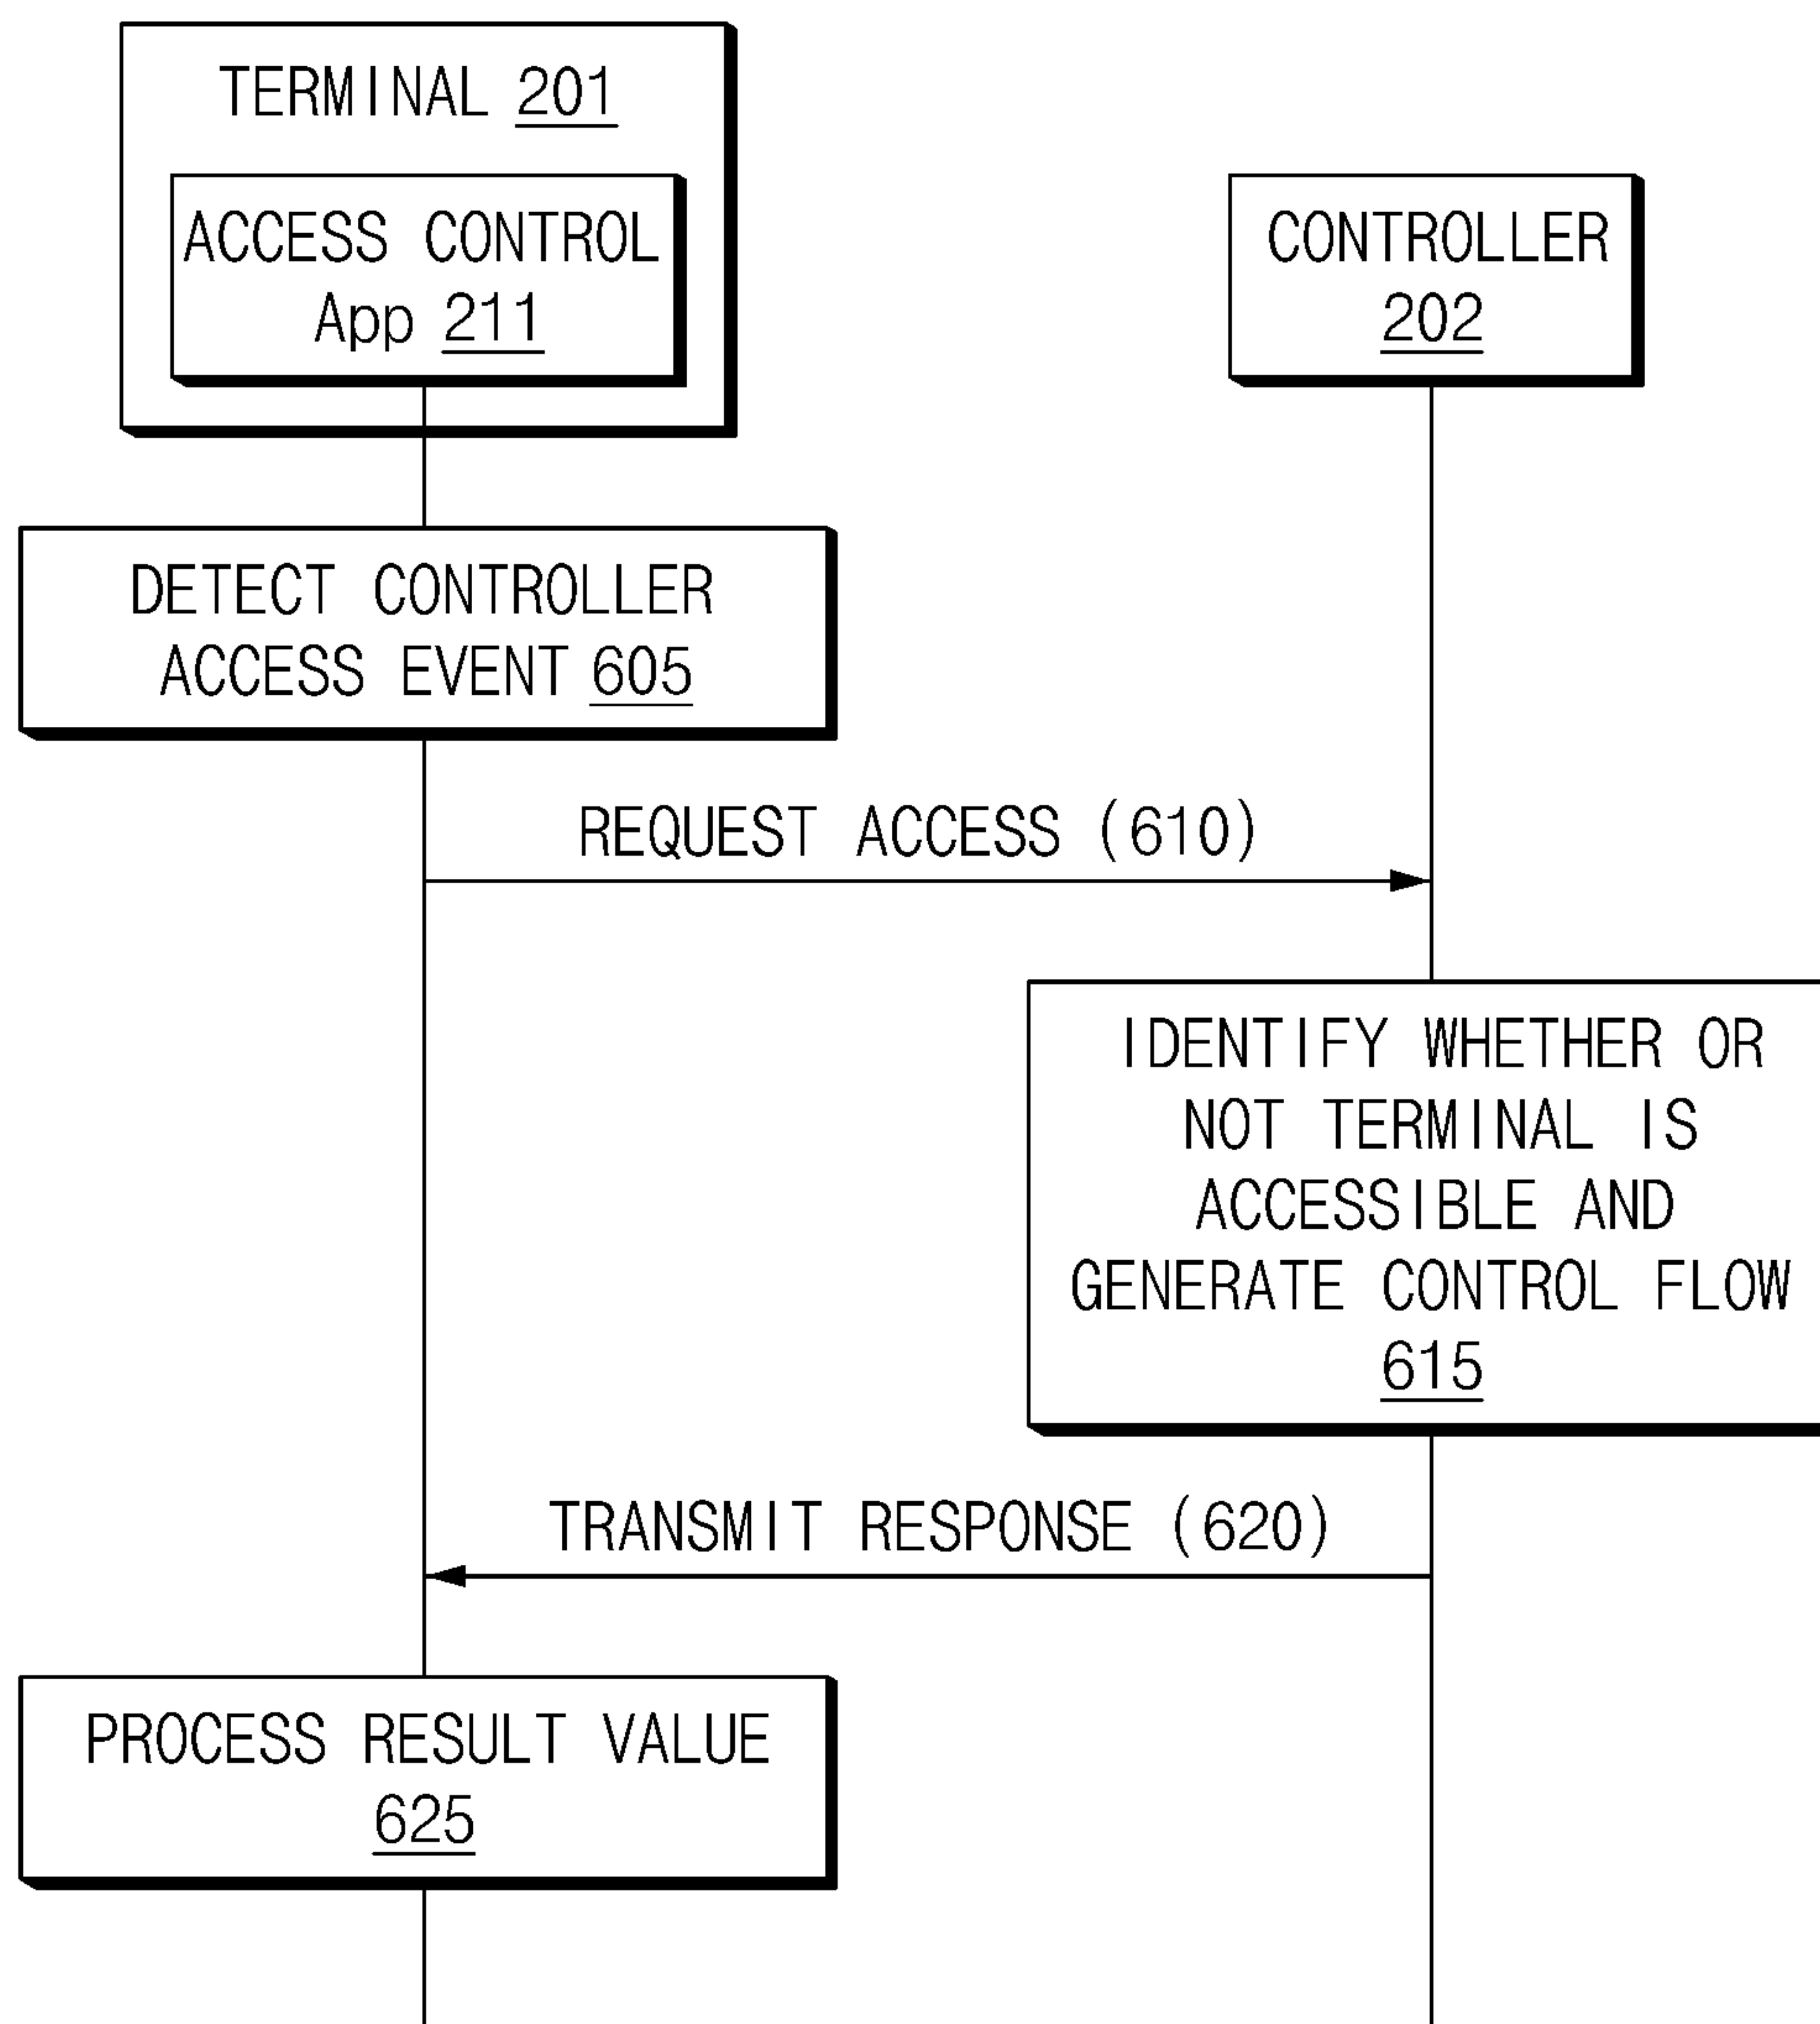 TERMINAL 201
ACCESS CONTROL
App 211
CONTROLLER
202
DETECT CONTROLLER
ACCESS EVENT 605
REQUEST ACCESS (610)
IDENTIFY WHETHER OR
NOT TERMINAL IS
ACCESSIBLE AND
GENERATE CONTROL FLOW
615
TRANSMIT RESPONSE (620)
PROCESS RESULT VALUE
625